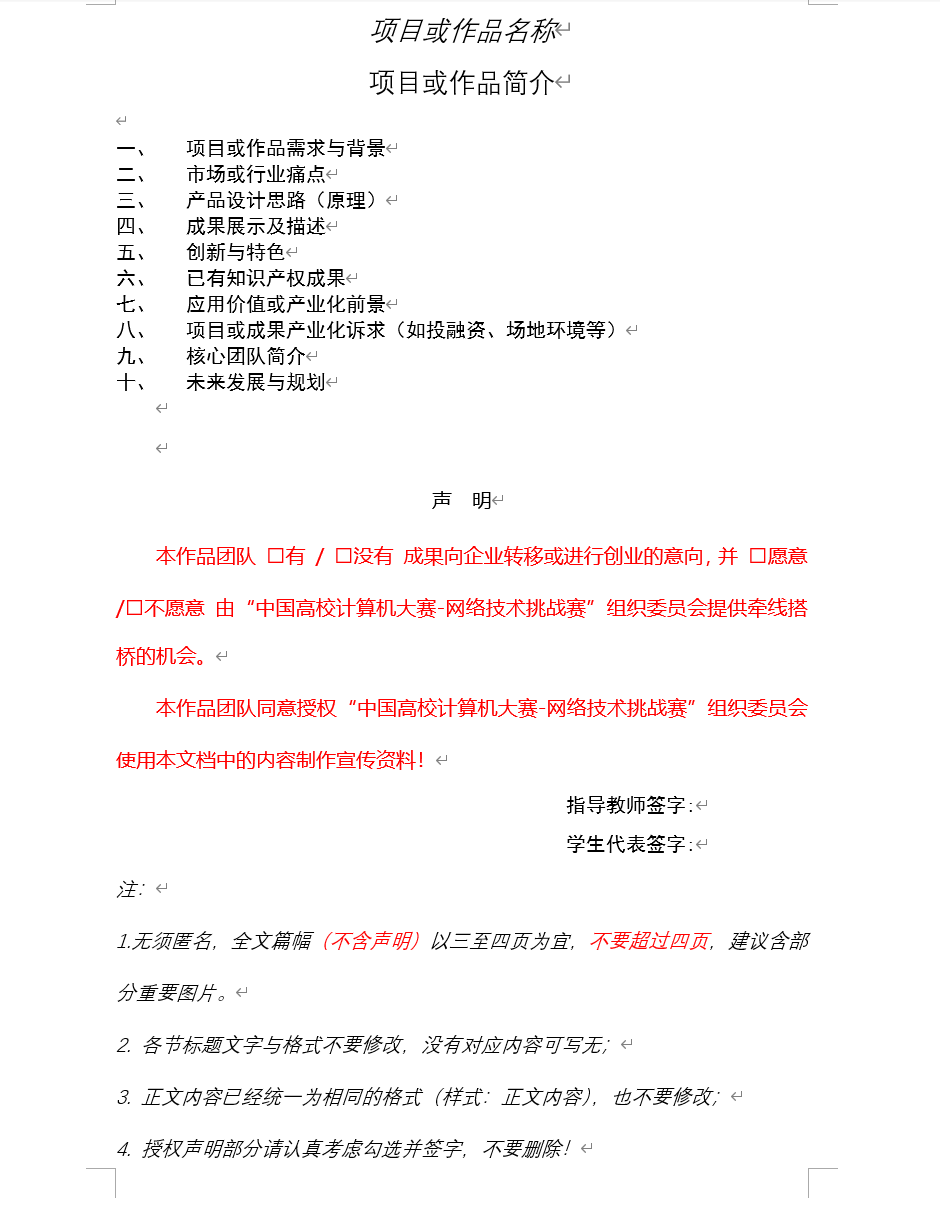 项目或作品名称
项目或作品简介
一、 项目或作品需求与背景
二、 市场或行业痛点
三、 产品设计思路（原理）
四、 成果展示及描述
五、 创新与特色
六、 已有知识产权成果
七、 应用价值或产业化前景
八、 项目或成果产业化诉求（如投融资、场地环境等）
九、 核心团队简介
十、 未来发展与规划
声 明
本作品团队 □有 / □没有 成果向企业转移或进行创业的意向，并 □愿意
/□不愿意 由“中国高校计算机大赛-网络技术挑战赛”组织委员会提供牵线搭
桥的机会。
本作品团队同意授权“中国高校计算机大赛-网络技术挑战赛”组织委员会
使用本文档中的内容制作宣传资料！
指导教师签字：
学生代表签字：
注：
1.无须匿名，全文篇幅（不含声明）以三至四页为宜，不要超过四页，建议含部
分重要图片。
2. 各节标题文字与格式不要修改，没有对应内容可写无；
3. 正文内容已经统一为相同的格式（样式：正文内容），也不要修改；
4. 授权声明部分请认真考虑勾选并签字，不要删除！